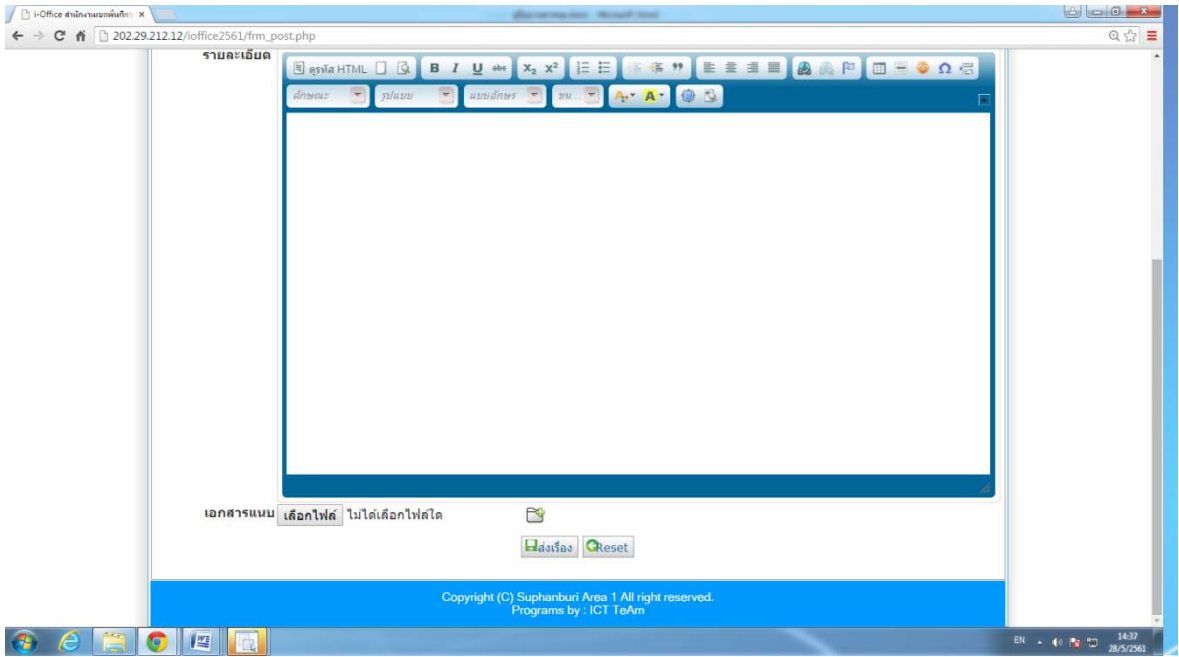 i-Office สำนักงานเขตพื้นที่กา
202.29.212.12/ioffice2561/frm_post.php
รายละเอียด
ดูรหัส HTML B I U abc X₂ X²
ลักษณะ รูปแบบ แบบอักษร ขน... A A
เอกสารแนบ เลือกไฟล์ ไม่ได้เลือกไฟล์ใด
ส่งเรื่อง Reset
Copyright (C) Suphanburi Area 1 All right reserved.
Programs by : ICT TeAm
EN 14:37
28/5/2561